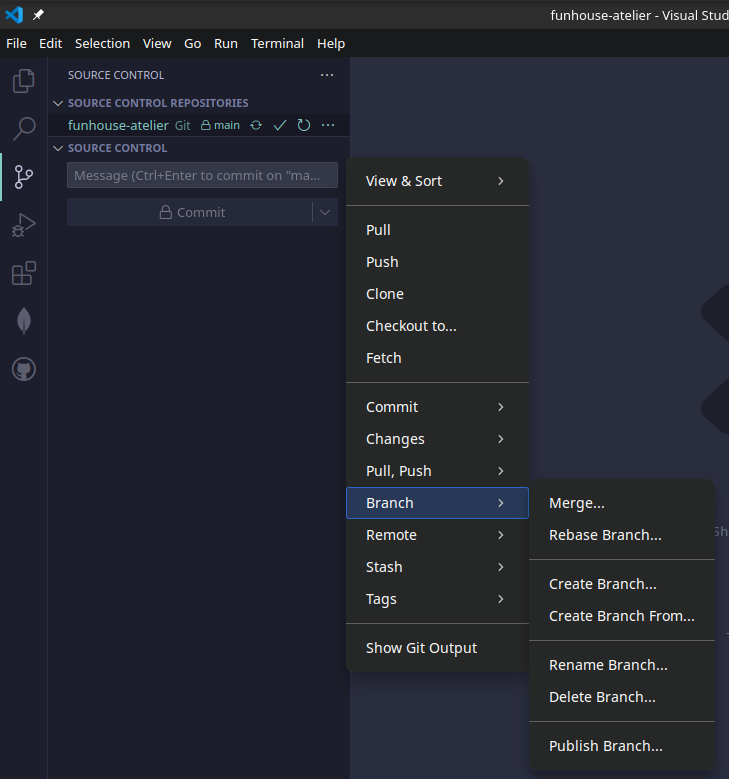 funhouse-atelier - Visual Stud
File Edit Selection View Go Run Terminal Help
SOURCE CONTROL
SOURCE CONTROL REPOSITORIES
funhouse-atelier Git main
SOURCE CONTROL
Message (Ctrl+Enter to commit on "ma...
Commit
View & Sort
Pull
Push
Clone
Checkout to...
Fetch
Commit
Changes
Pull, Push
Branch
Remote
Stash
Tags
Show Git Output
Merge...
Rebase Branch...
Create Branch...
Create Branch From...
Rename Branch...
Delete Branch...
Publish Branch...
Sh